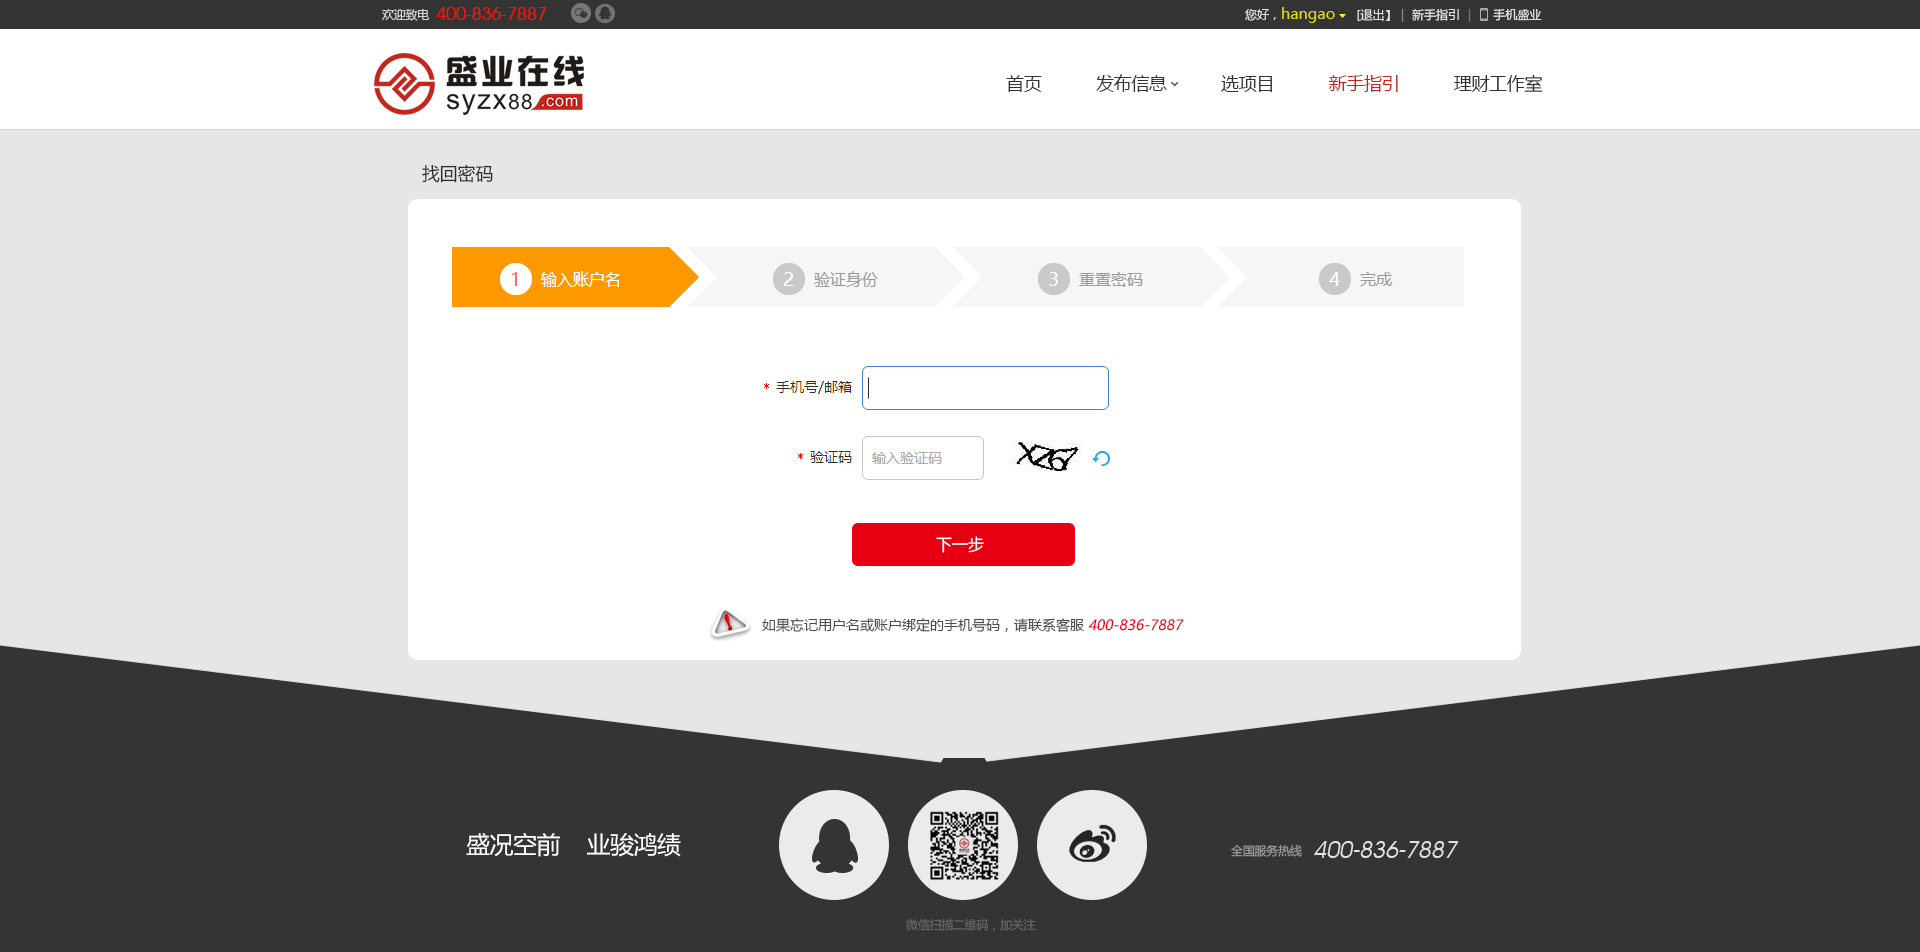 欢迎致电 400-836-7887
您好，hangao [退出】 | 新手指引 | 手机盛业
盛业在线
syzx88.com
首页 发布信息 选项目 新手指引 理财工作室
找回密码
1 输入账户名 2 验证身份 3 重置密码 4 完成
* 手机号/邮箱
* 验证码 输入验证码 XZ67
下一步
如果忘记用户名或账户绑定的手机号码，请联系客服 400-836-7887
盛况空前 业骏鸿绩
全国服务热线 400-836-7887
微信扫描二维码，加关注